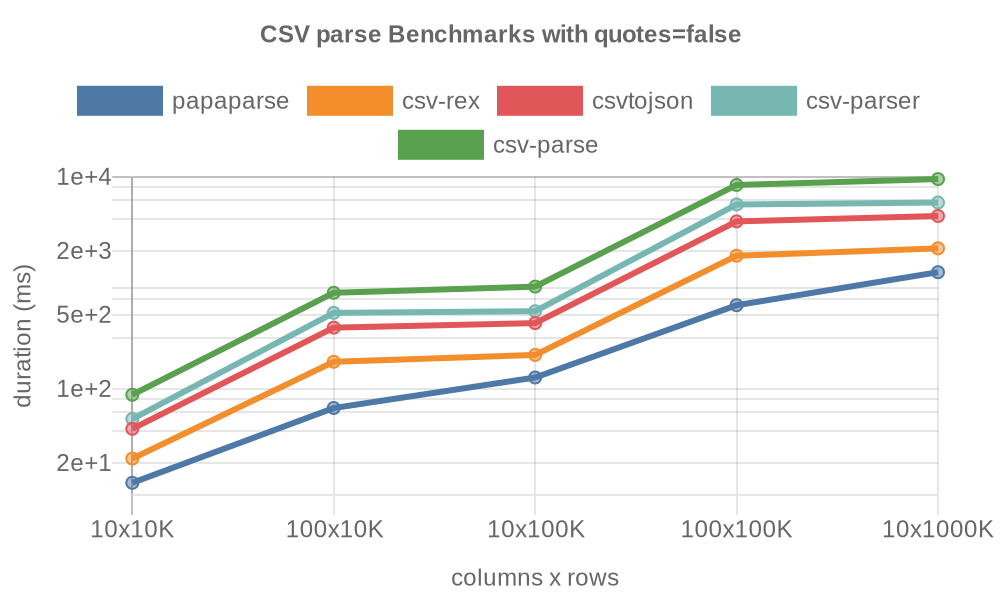 CSV parse Benchmarks with quotes=false
papaparse csv-rex csvtojson csv-parser
csv-parse
1e+4
2e+3
5e+2
1e+2
2e+1
duration (ms)
10x10K 100x10K 10x100K 100x100K 10x1000K
columns x rows